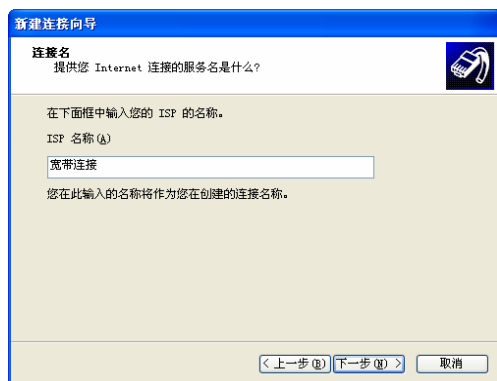 新建连接向导
连接名
提供您 Internet 连接的服务名是什么?
在下面框中输入您的 ISP 的名称。
ISP 名称(A)
宽带连接
您在此输入的名称将作为您在创建的连接名称。
< 上一步(B) 下一步(N) > 取消